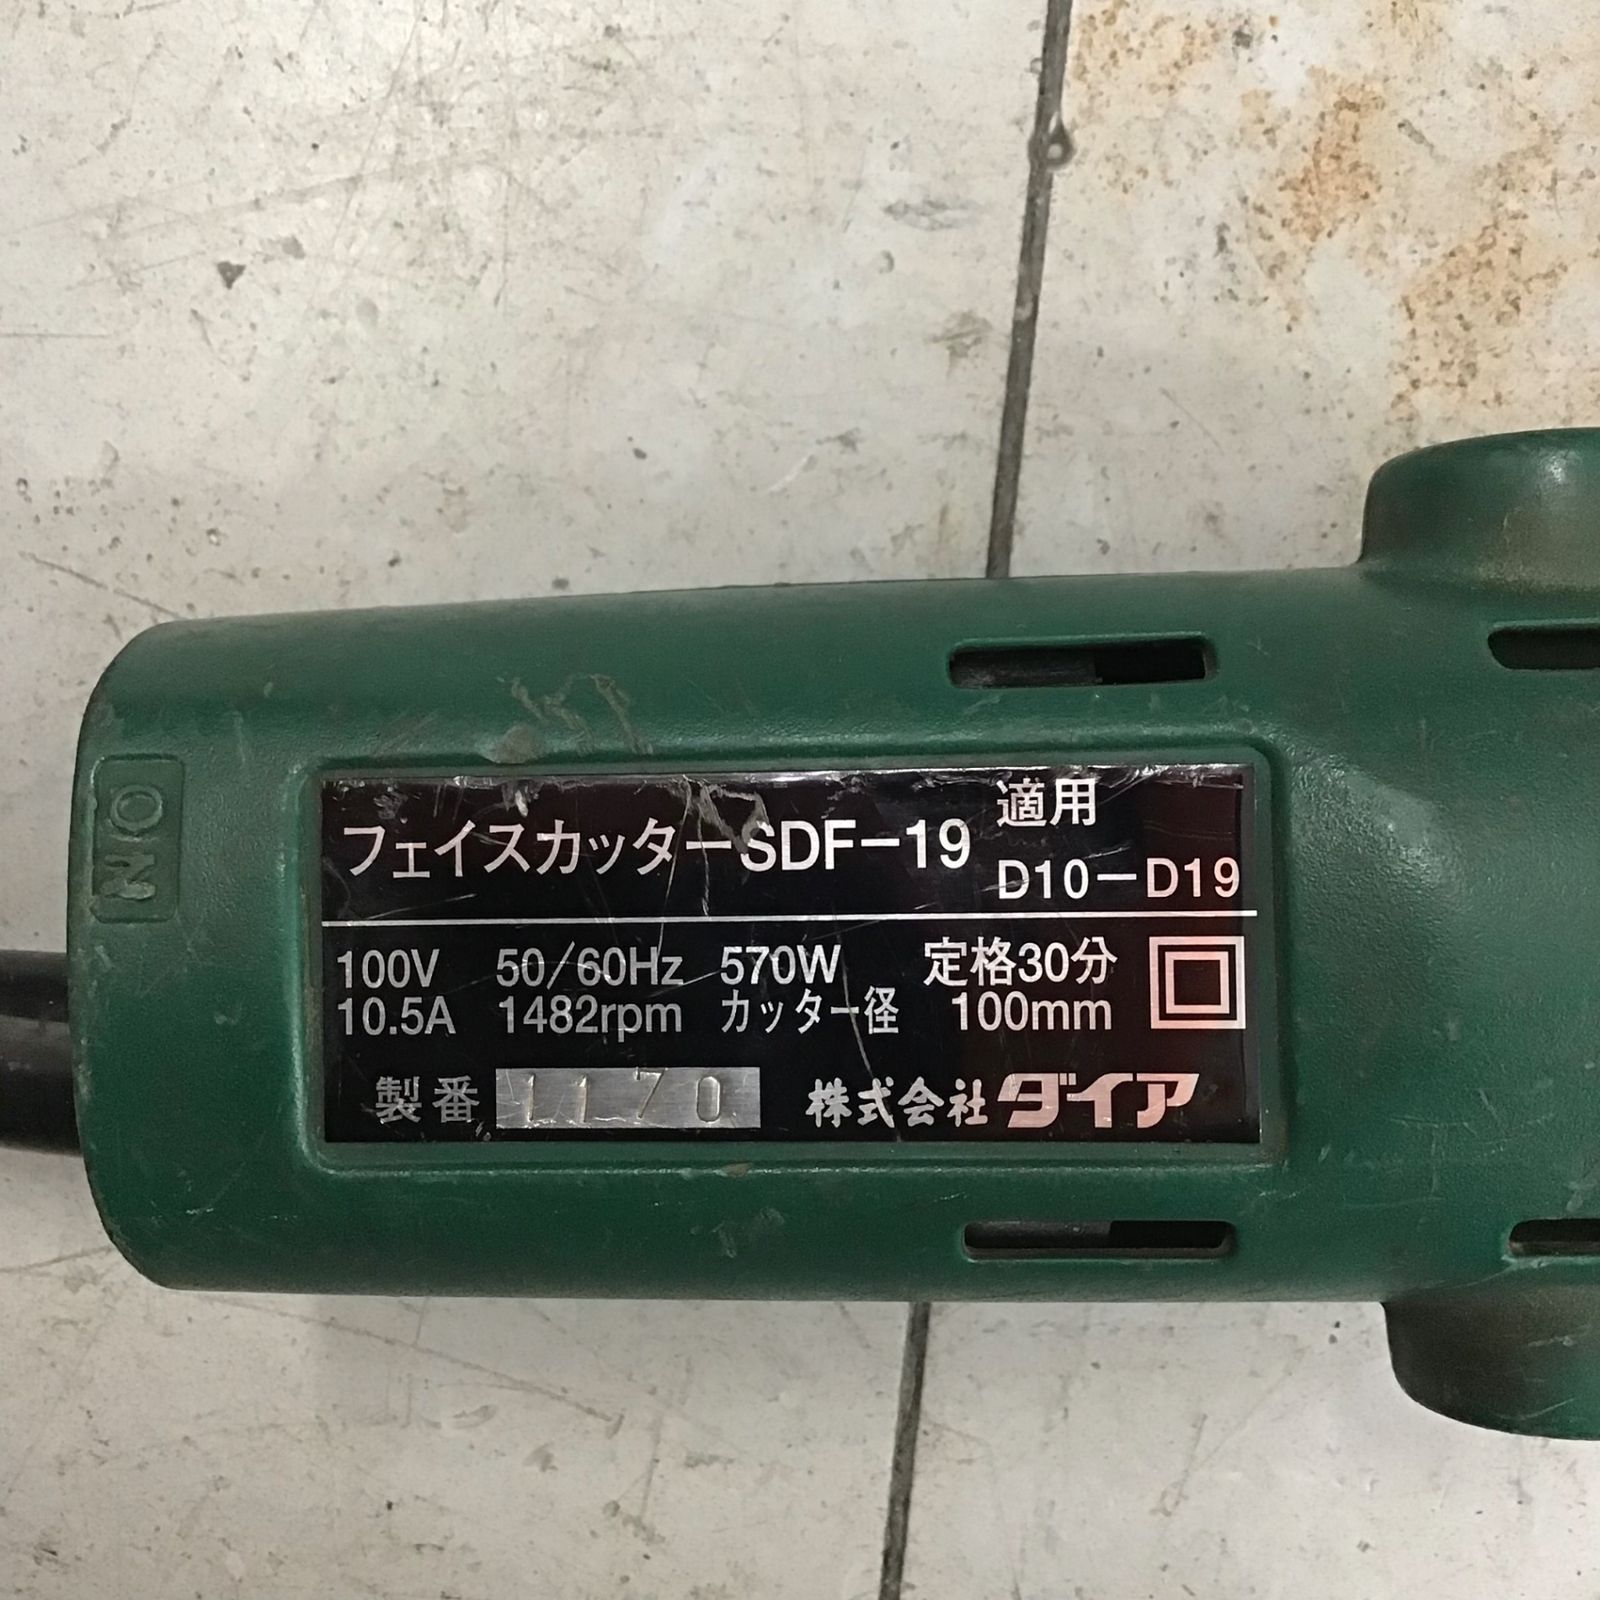 ON
フェイスカッターSDF-19 適用
D10-D19
100V 50/60Hz 570W 定格30分
10.5A 1482rpm カッター径 100mm
製番 1170 株式会社ダイア